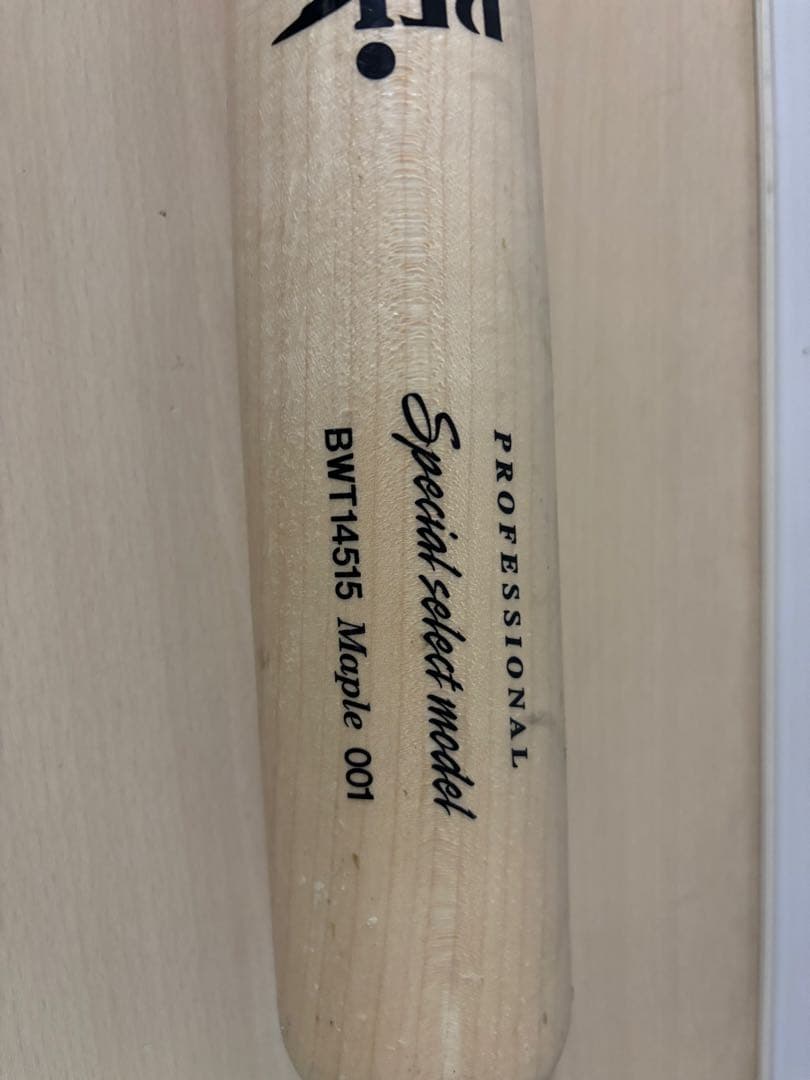 PROFESSIONAL
Special select model
BWT14515 Maple 001